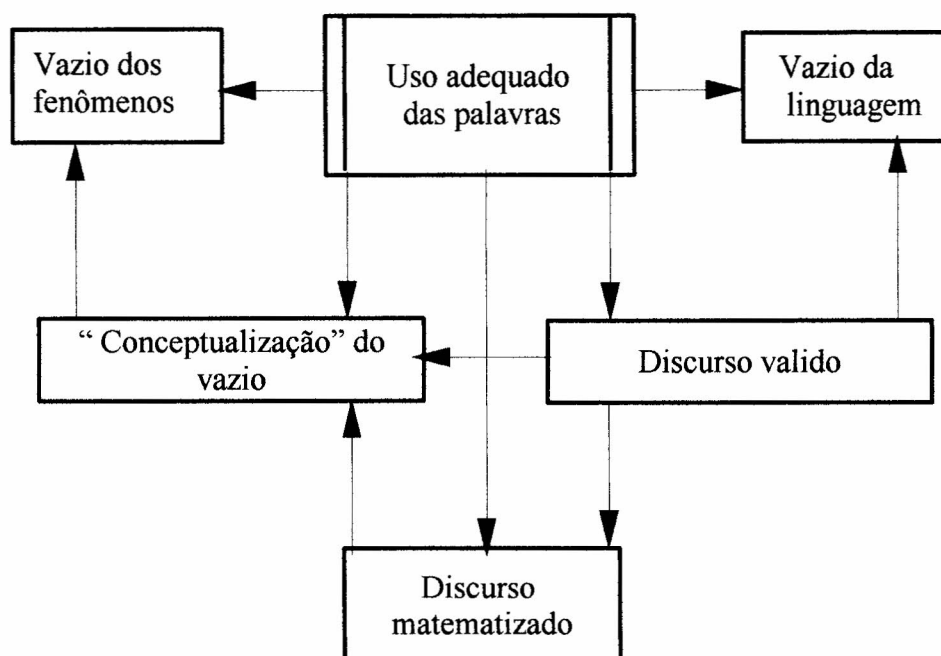 Vazio dos
fenômenos
Uso adequado
das palavras
Vazio da
linguagem
“ Conceptualização” do
vazio
Discurso valido
Discurso
matematizado